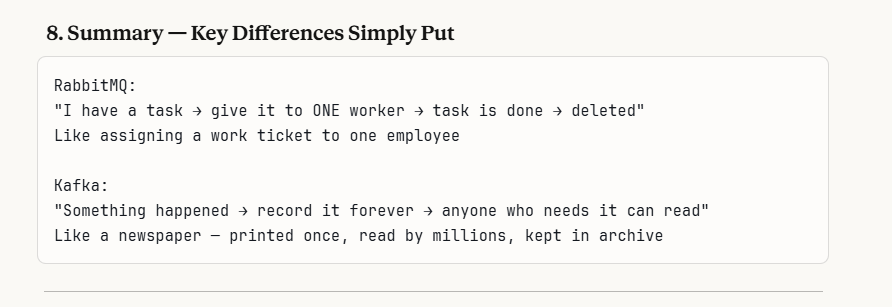 8. Summary — Key Differences Simply Put
RabbitMQ:
"I have a task → give it to ONE worker → task is done → deleted"
Like assigning a work ticket to one employee
Kafka:
"Something happened → record it forever → anyone who needs it can read"
Like a newspaper — printed once, read by millions, kept in archive